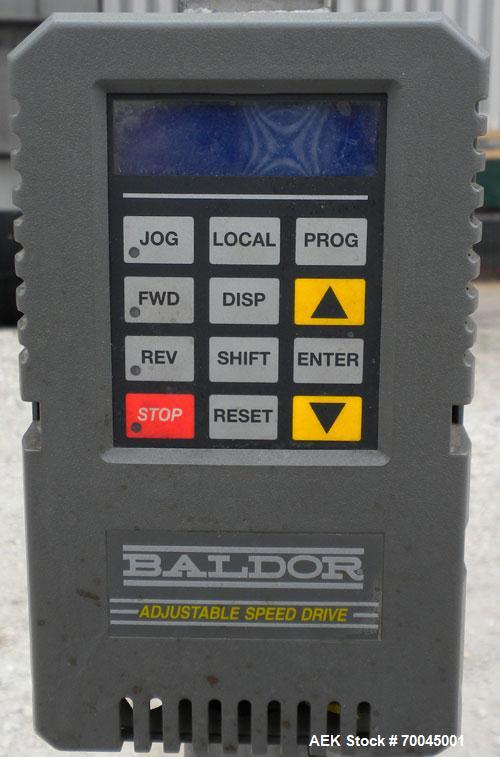 JOG LOCAL PROG
FWD DISP
REV SHIFT ENTER
STOP RESET
BALDOR
ADJUSTABLE SPEED DRIVE
AEK Stock # 70045001